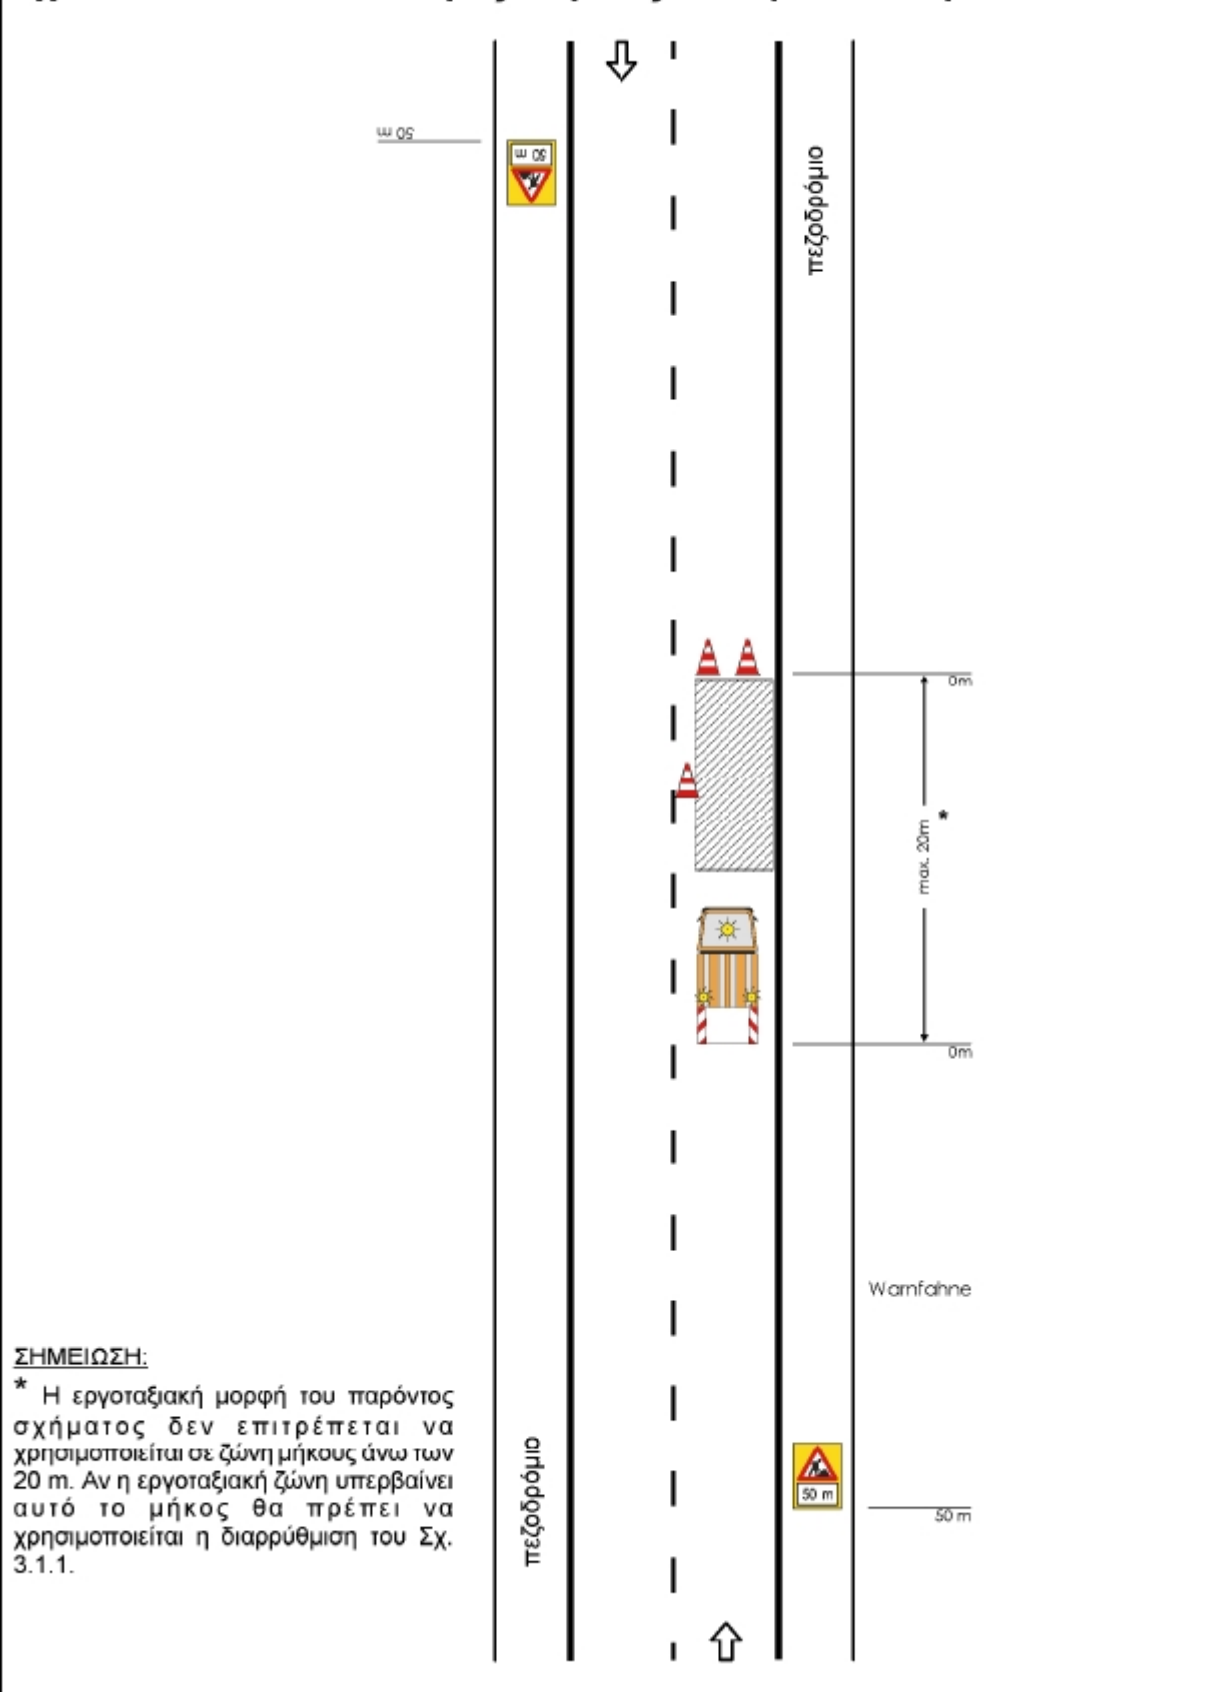 50 m
50 m
πεζοδρόμιο
0m
max. 20m
*
0m
Warnfahne
ΣΗΜΕΙΩΣΗ:
* Η εργοταξιακή μορφή του παρόντος
σχήματος δεν επιτρέπεται να
χρησιμοποιείται σε ζώνη μήκους άνω των
20 m. Αν η εργοταξιακή ζώνη υπερβαίνει
αυτό το μήκος θα πρέπει να
χρησιμοποιείται η διαρρύθμιση του Σχ.
3.1.1.
πεζοδρόμιο
50 m
50 m